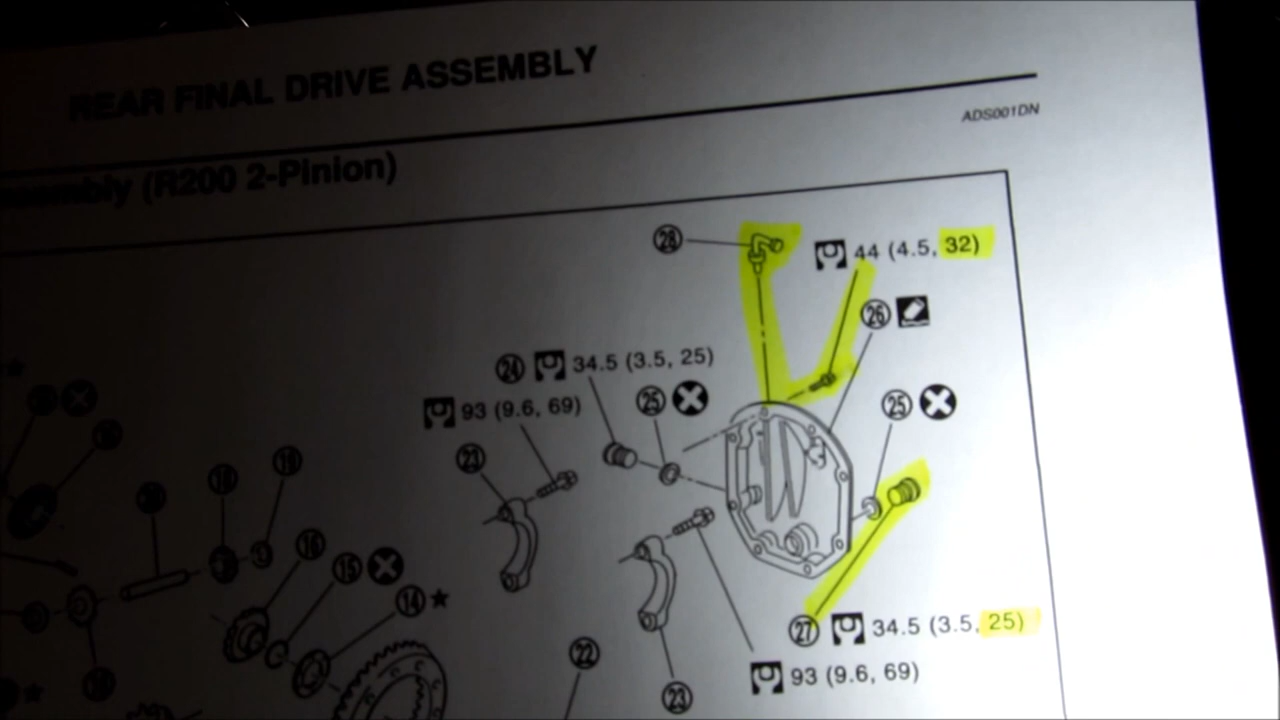 REAR FINAL DRIVE ASSEMBLY
ADS001DN
(R200 2-Pinion)
28
44 (4.5, 32)
26
24 34.5 (3.5, 25)
25
25
93 (9.6, 69)
23
19
18
20
16
15
14
27 34.5 (3.5, 25)
22
93 (9.6, 69)
23